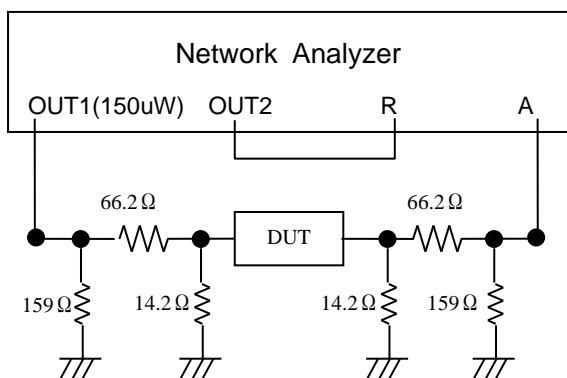 Network Analyzer
OUT1(150uW) OUT2 R A
66.2Ω 66.2Ω
DUT
159Ω 14.2Ω 14.2Ω 159Ω